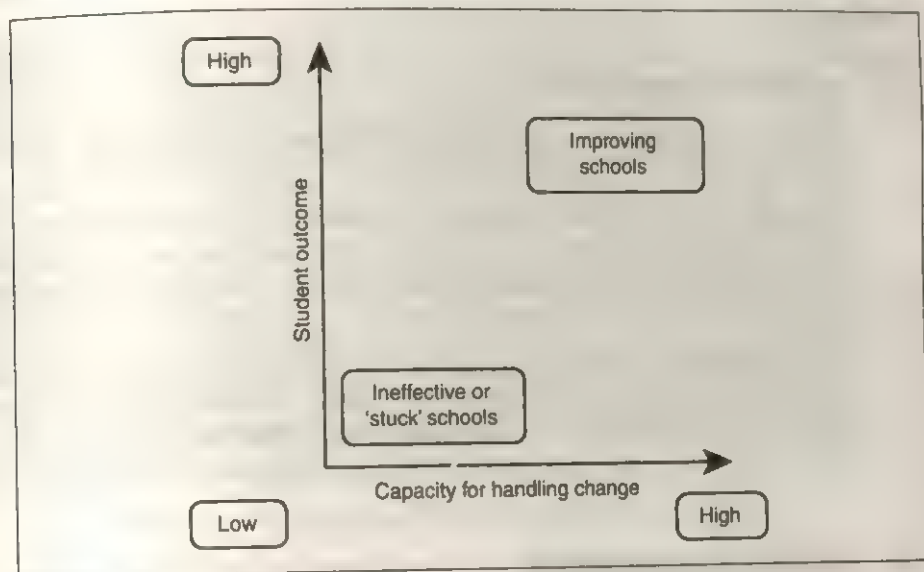 High
Improving
schools
Student outcome
Ineffective or
‘stuck’ schools
Capacity for handling change
Low
High